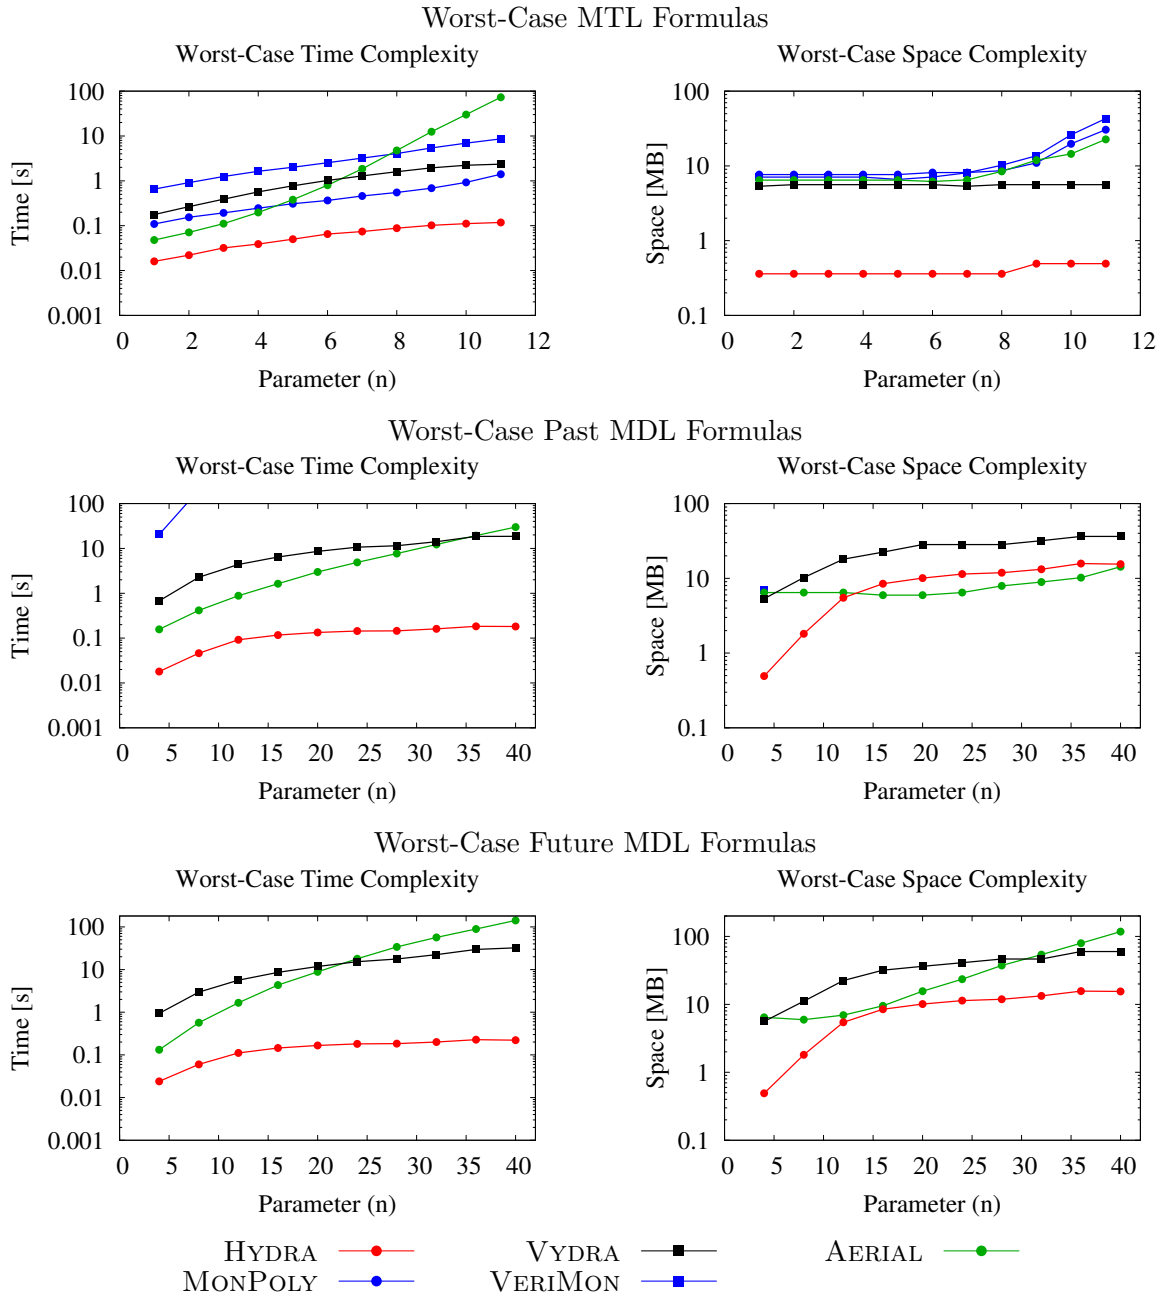 Worst-Case MTL Formulas
Worst-Case Time Complexity
Time [s]
100
10
1
0.1
0.01
0.001
0 2 4 6 8 10 12
Parameter (n)
Worst-Case Space Complexity
Space [MB]
100
10
1
0.1
0 2 4 6 8 10 12
Parameter (n)
Worst-Case Past MDL Formulas
Worst-Case Time Complexity
Time [s]
100
10
1
0.1
0.01
0.001
0 5 10 15 20 25 30 35 40
Parameter (n)
Worst-Case Space Complexity
Space [MB]
100
10
1
0.1
0 5 10 15 20 25 30 35 40
Parameter (n)
Worst-Case Future MDL Formulas
Worst-Case Time Complexity
Time [s]
100
10
1
0.1
0.01
0.001
0 5 10 15 20 25 30 35 40
Parameter (n)
Worst-Case Space Complexity
Space [MB]
100
10
1
0.1
0 5 10 15 20 25 30 35 40
Parameter (n)
HYDRA VYDRA AERIAL
MONPOLY VERIMON